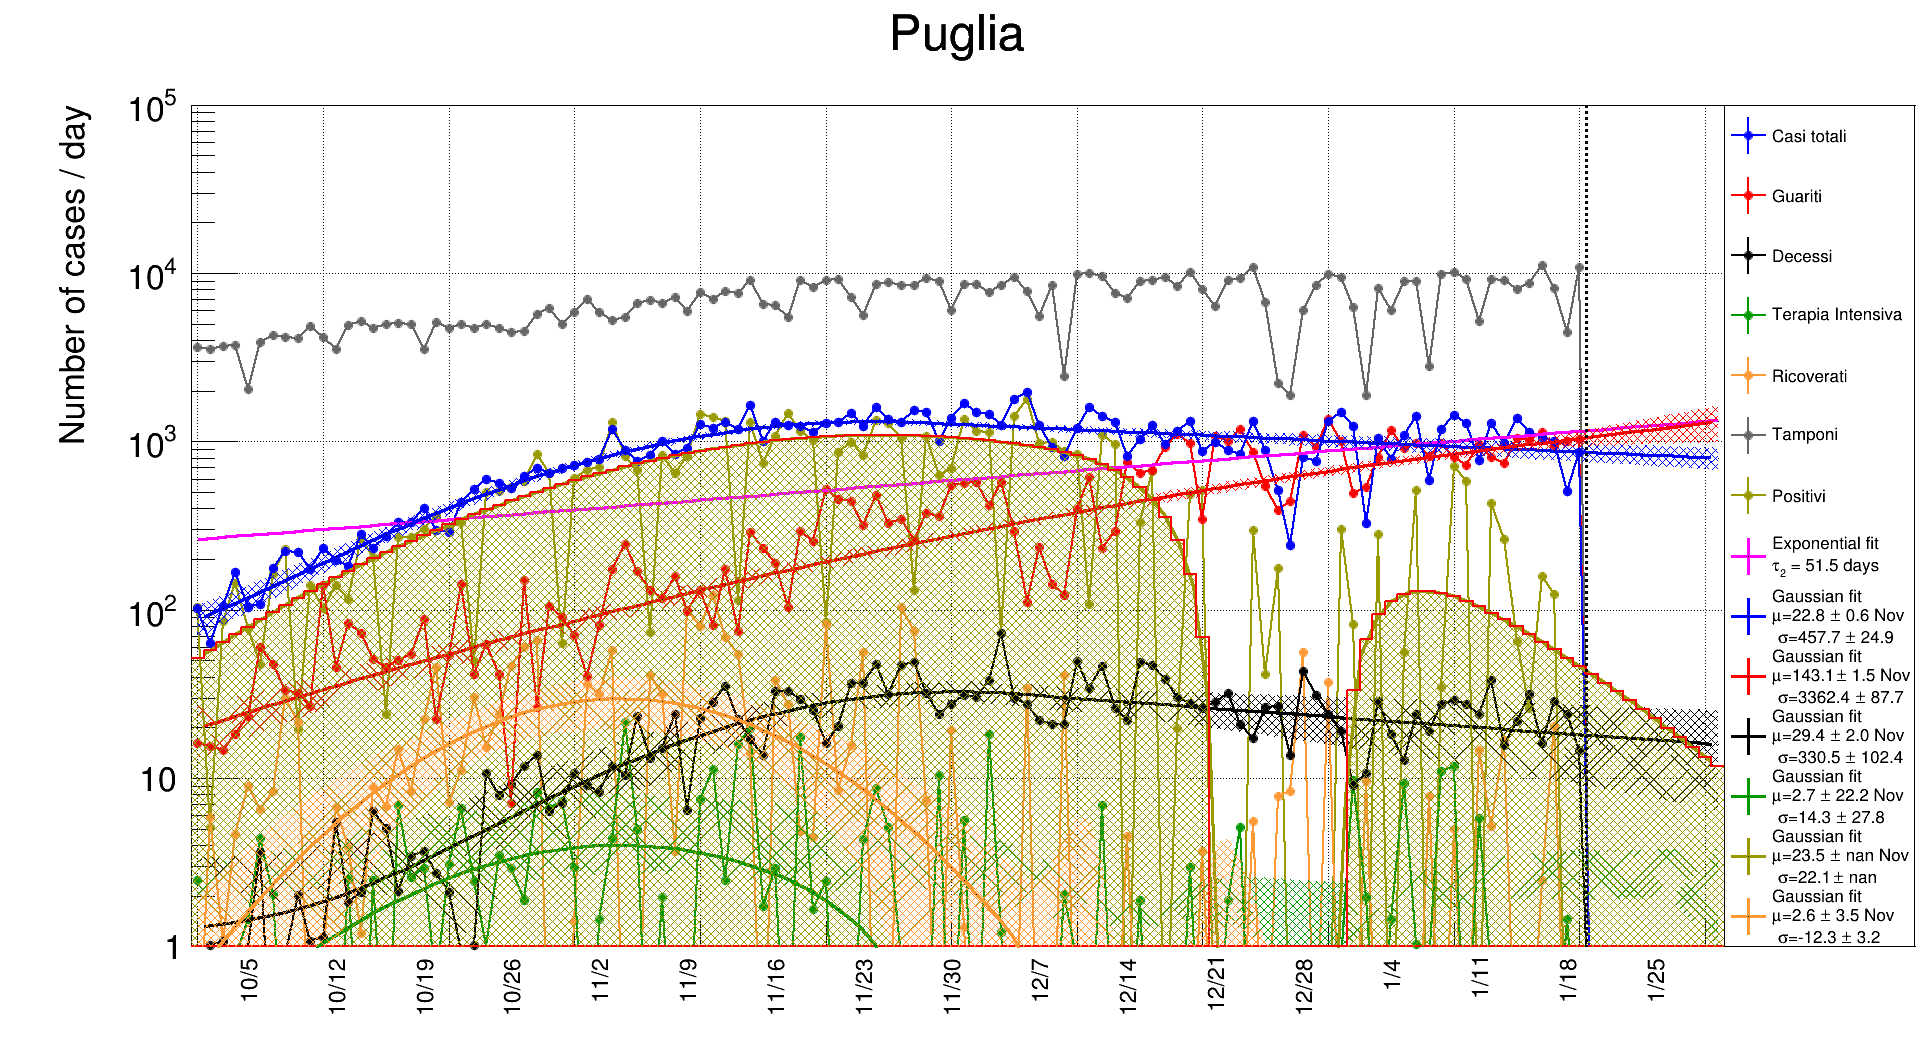 Puglia
Number of cases / day
10^5
10^4
10^3
10^2
10
1
10/5
10/12
10/19
10/26
11/2
11/9
11/16
11/23
11/30
12/7
12/14
12/21
12/28
1/4
1/11
1/18
1/25
Casi totali
Guariti
Decessi
Terapia Intensiva
Ricoverati
Tamponi
Positivi
Exponential fit
τ_2 = 51.5 days
Gaussian fit
μ=22.8 ± 0.6 Nov
σ=457.7 ± 24.9
Gaussian fit
μ=143.1 ± 1.5 Nov
σ=3362.4 ± 87.7
Gaussian fit
μ=29.4 ± 2.0 Nov
σ=330.5 ± 102.4
Gaussian fit
μ=2.7 ± 22.2 Nov
σ=14.3 ± 27.8
Gaussian fit
μ=23.5 ± nan Nov
σ=22.1 ± nan
Gaussian fit
μ=2.6 ± 3.5 Nov
σ=-12.3 ± 3.2